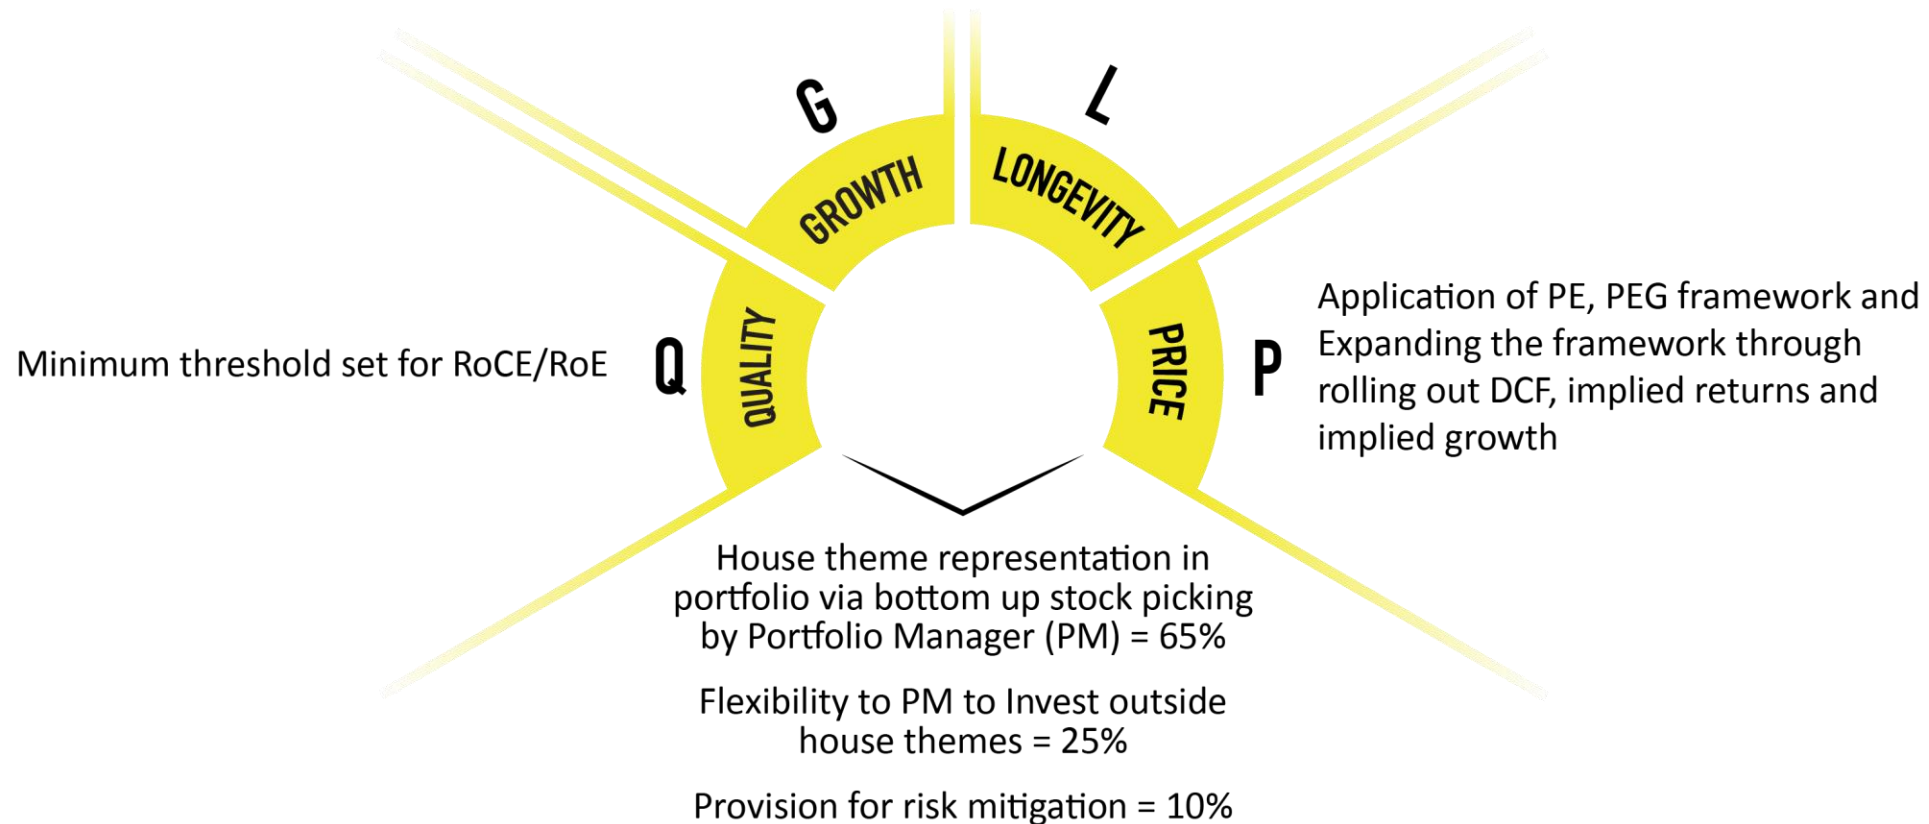 G
L
GROWTH
LONGEVITY
Minimum threshold set for RoCE/RoE
Q
QUALITY
PRICE
P
Application of PE, PEG framework and
Expanding the framework through
rolling out DCF, implied returns and
implied growth
House theme representation in
portfolio via bottom up stock picking
by Portfolio Manager (PM) = 65%
Flexibility to PM to Invest outside
house themes = 25%
Provision for risk mitigation = 10%